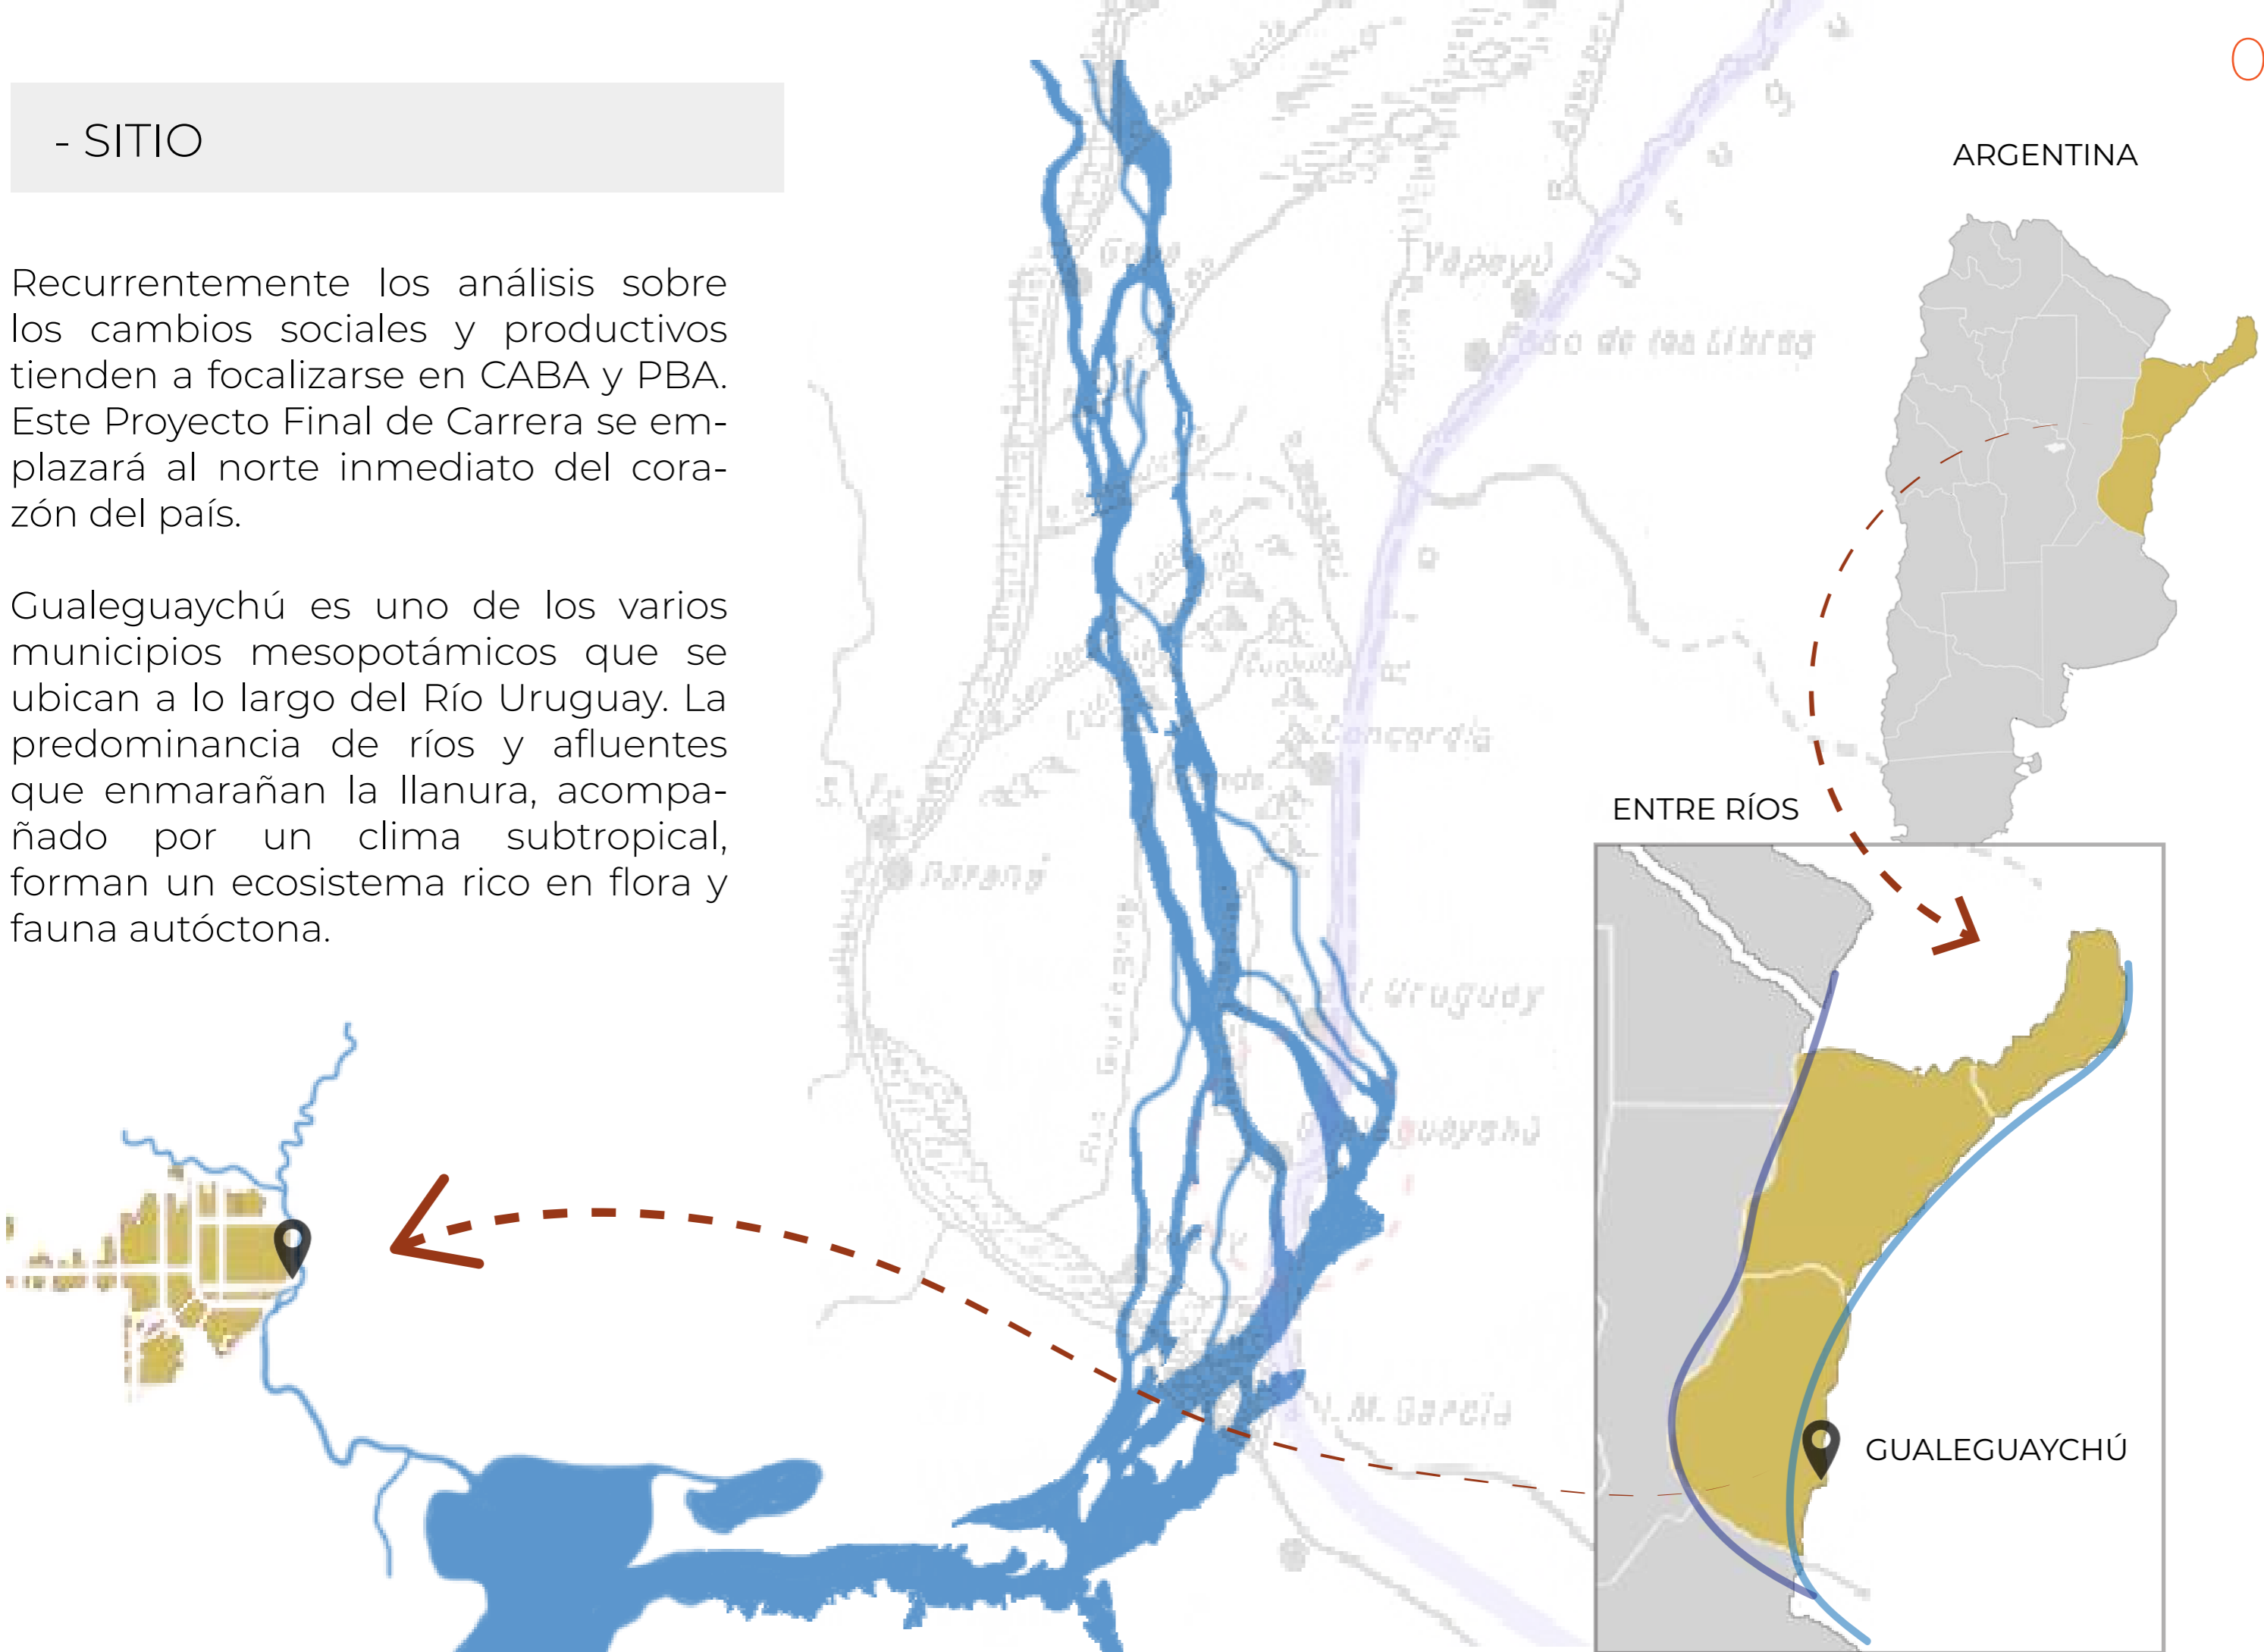 - SITIO
Recurrentemente los análisis sobre
los cambios sociales y productivos
tienden a focalizarse en CABA y PBA.
Este Proyecto Final de Carrera se em-
plazará al norte inmediato del cora-
zón del país.
Gualeguaychú es uno de los varios
municipios mesopotámicos que se
ubican a lo largo del Río Uruguay. La
predominancia de ríos y afluentes
que enmarañan la llanura, acompa-
ñado por un clima subtropical,
forman un ecosistema rico en flora y
fauna autóctona.
0
ARGENTINA
ENTRE RÍOS
GUALEGUAYCHÚ
Yapeyú
Paso de los Libres
Concordia
Paraná
Uruguay
Río Gualeguay